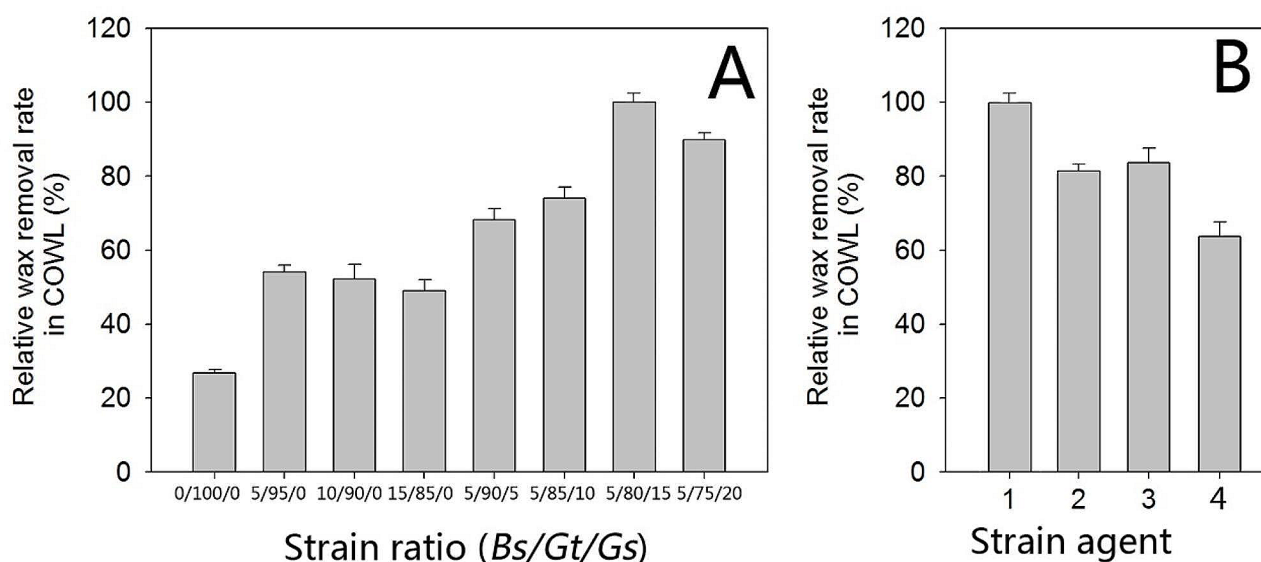 A
Relative wax removal rate
in COWL (%)
120
100
80
60
40
20
0
0/100/0 5/95/0 10/90/0 15/85/0 5/90/5 5/85/10 5/80/15 5/75/20
Strain ratio (Bs/Gt/Gs)
B
Relative wax removal rate
in COWL (%)
120
100
80
60
40
20
0
1 2 3 4
Strain agent